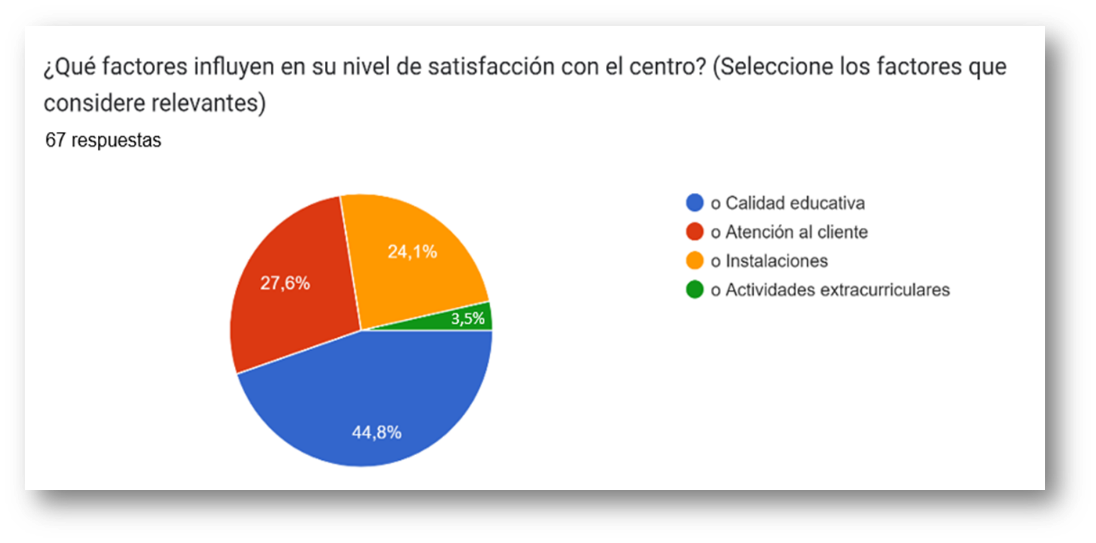 ¿Qué factores influyen en su nivel de satisfacción con el centro? (Seleccione los factores que
considere relevantes)
67 respuestas
24,1%
27,6%
3,5%
44,8%
o Calidad educativa
o Atención al cliente
o Instalaciones
o Actividades extracurriculares